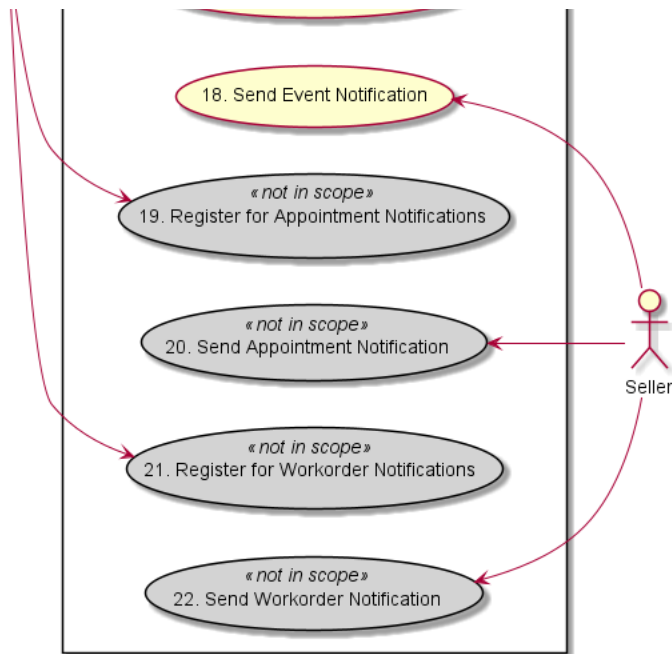 18. Send Event Notification
«not in scope»
19. Register for Appointment Notifications
«not in scope»
20. Send Appointment Notification
Seller
«not in scope»
21. Register for Workorder Notifications
«not in scope»
22. Send Workorder Notification